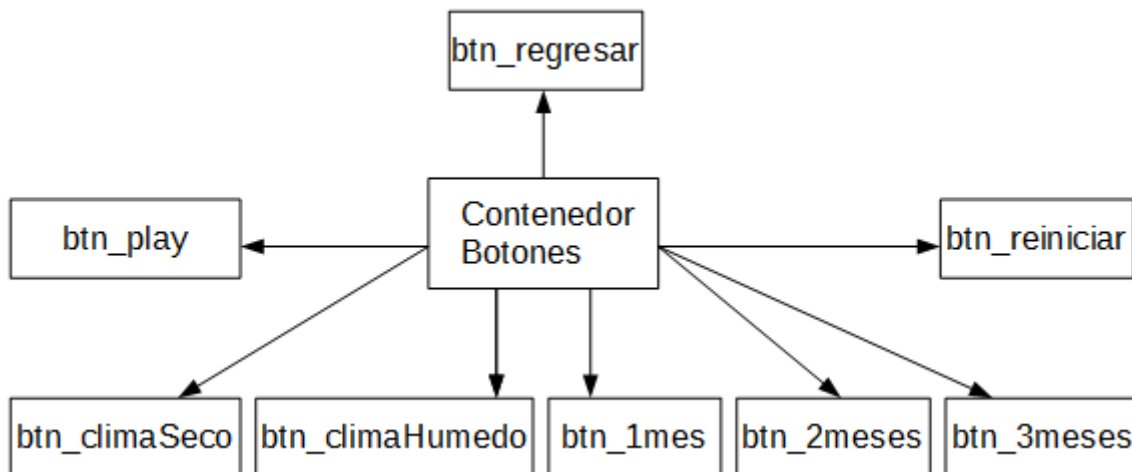 btn_regresar
Contenedor
Botones
btn_play
btn_reiniciar
btn_climaSeco
btn_climaHumedo
btn_1mes
btn_2meses
btn_3meses